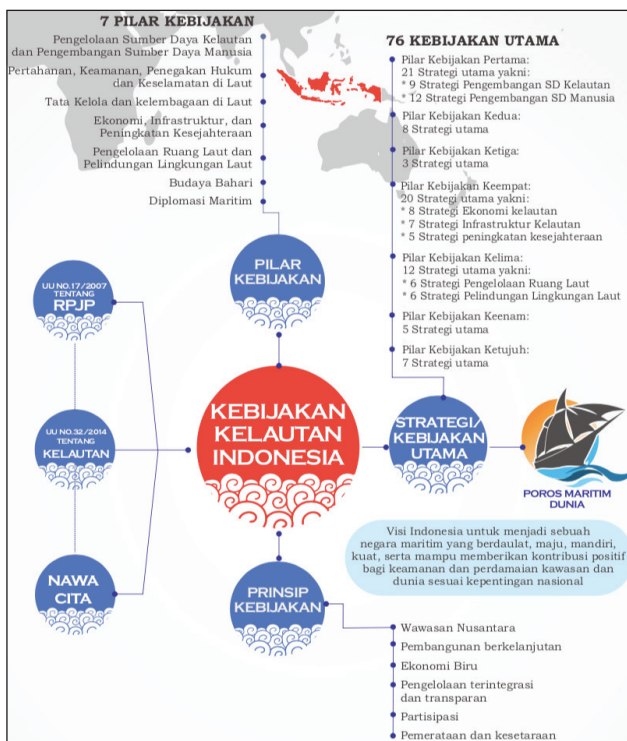 7 PILAR KEBIJAKAN
Pengelolaan Sumber Daya Kelautan
dan Pengembangan Sumber Daya Manusia
Pertahanan, Keamanan, Penegakan Hukum
dan Keselamatan di Laut
Tata Kelola dan kelembagaan di Laut
Ekonomi, Infrastruktur, dan
Peningkatan Kesejahteraan
Pengelolaan Ruang Laut dan
Pelindungan Lingkungan Laut
Budaya Bahari
Diplomasi Maritim
76 KEBIJAKAN UTAMA
Pilar Kebijakan Pertama:
21 Strategi utama yakni:
* 9 Strategi Pengembangan SD Kelautan
* 12 Strategi Pengembangan SD Manusia
Pilar Kebijakan Kedua:
8 Strategi utama
Pilar Kebijakan Ketiga:
3 Strategi utama
Pilar Kebijakan Keempat:
20 Strategi utama yakni:
* 8 Strategi Ekonomi kelautan
* 7 Strategi Infrastruktur Kelautan
* 5 Strategi peningkatan kesejahteraan
Pilar Kebijakan Kelima:
12 Strategi utama yakni:
* 6 Strategi Pengelolaan Ruang Laut
* 6 Strategi Pelindungan Lingkungan Laut
Pilar Kebijakan Keenam:
5 Strategi utama
Pilar Kebijakan Ketujuh:
7 Strategi utama
PILAR
KEBIJAKAN
UU NO.17/2007
TENTANG
RPJP
UU NO.32/2014
TENTANG
KELAUTAN
NAWA
CITA
KEBIJAKAN
KELAUTAN
INDONESIA
STRATEGI/
KEBIJAKAN
UTAMA
POROS MARITIM
DUNIA
Visi Indonesia untuk menjadi sebuah
negara maritim yang berdaulat, maju, mandiri,
kuat, serta mampu memberikan kontribusi positif
bagi keamanan dan perdamaian kawasan dan
dunia sesuai kepentingan nasional
PRINSIP
KEBIJAKAN
Wawasan Nusantara
Pembangunan berkelanjutan
Ekonomi Biru
Pengelolaan terintegrasi
dan transparan
Partisipasi
Pemerataan dan kesetaraan